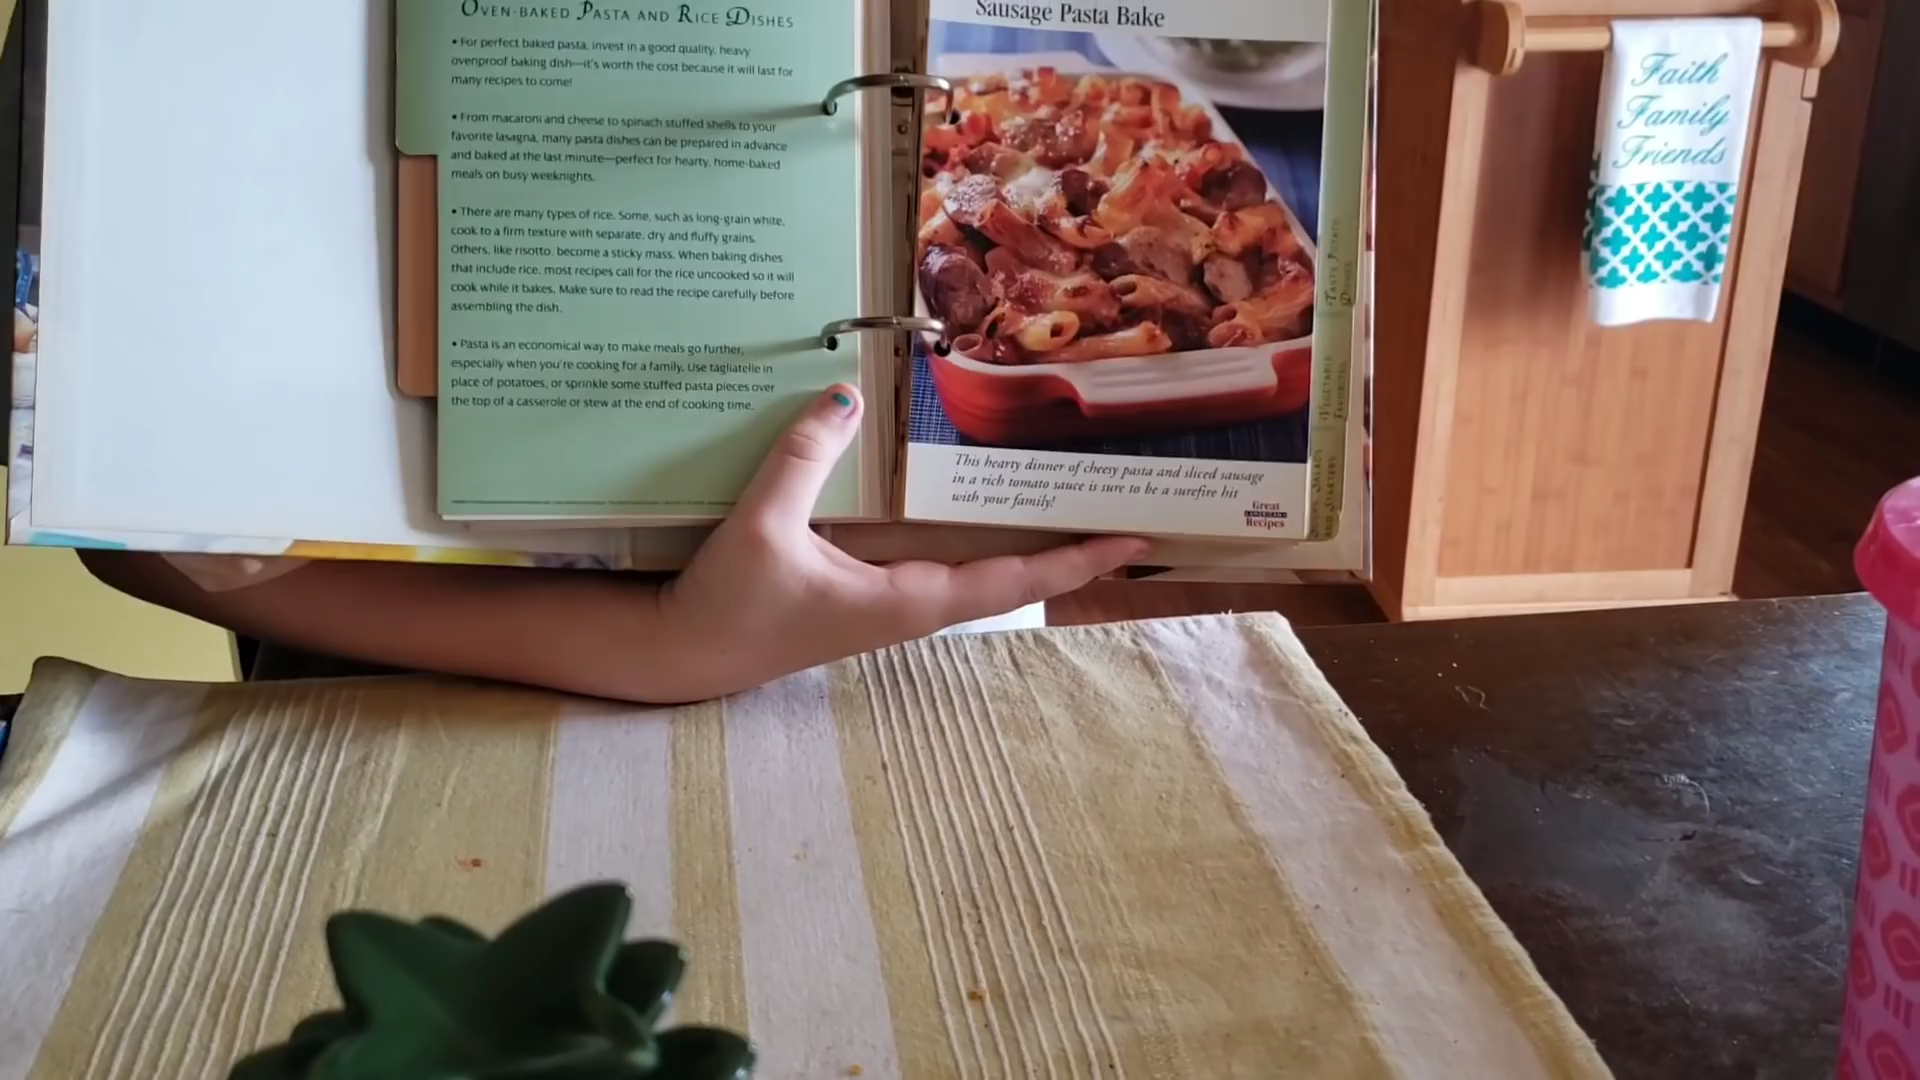 OVEN-BAKED PASTA AND RICE DISHES
• For perfect baked pasta, invest in a good quality, heavy
ovenproof baking dish—it's worth the cost because it will last for
many recipes to come!
• From macaroni and cheese to spinach stuffed shells to your
favorite lasagna, many pasta dishes can be prepared in advance
and baked at the last minute—perfect for hearty, home-baked
meals on busy weeknights.
• There are many types of rice. Some, such as long-grain white,
cook to a firm texture with separate, dry and fluffy grains.
Others, like risotto, become a sticky mass. When baking dishes
that include rice, most recipes call for the rice uncooked so it will
cook while it bakes. Make sure to read the recipe carefully before
assembling the dish.
• Pasta is an economical way to make meals go further,
especially when you're cooking for a family. Use tagliatelle in
place of potatoes, or sprinkle some stuffed pasta pieces over
the top of a casserole or stew at the end of cooking time.
Sausage Pasta Bake
This hearty dinner of cheesy pasta and sliced sausage
in a rich tomato sauce is sure to be a surefire hit
with your family!
Great
AMERICAN
Recipes
TASTY POTATO
DISHES
VEGETABLE
FAVORITES
SALADS
AND STARTERS
Faith
Family
Friends